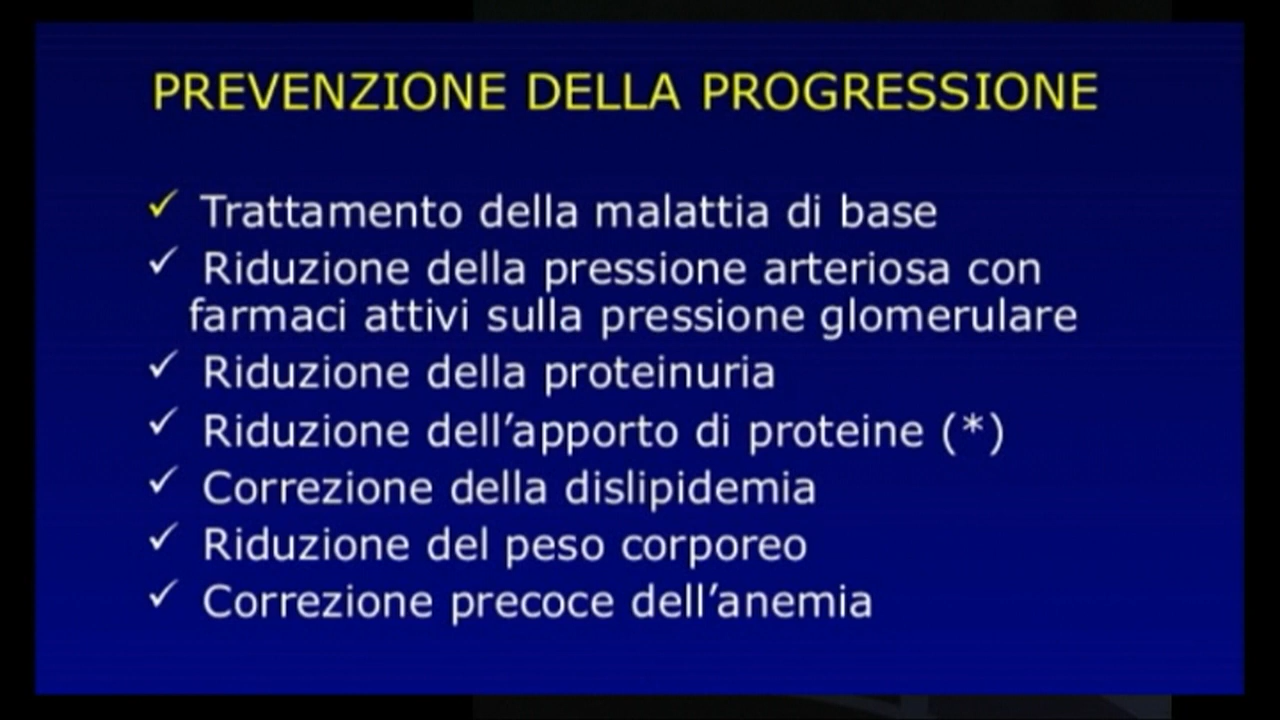 PREVENZIONE DELLA PROGRESSIONE
✓ Trattamento della malattia di base
✓ Riduzione della pressione arteriosa con
farmaci attivi sulla pressione glomerulare
✓ Riduzione della proteinuria
✓ Riduzione dell’apporto di proteine (*)
✓ Correzione della dislipidemia
✓ Riduzione del peso corporeo
✓ Correzione precoce dell’anemia